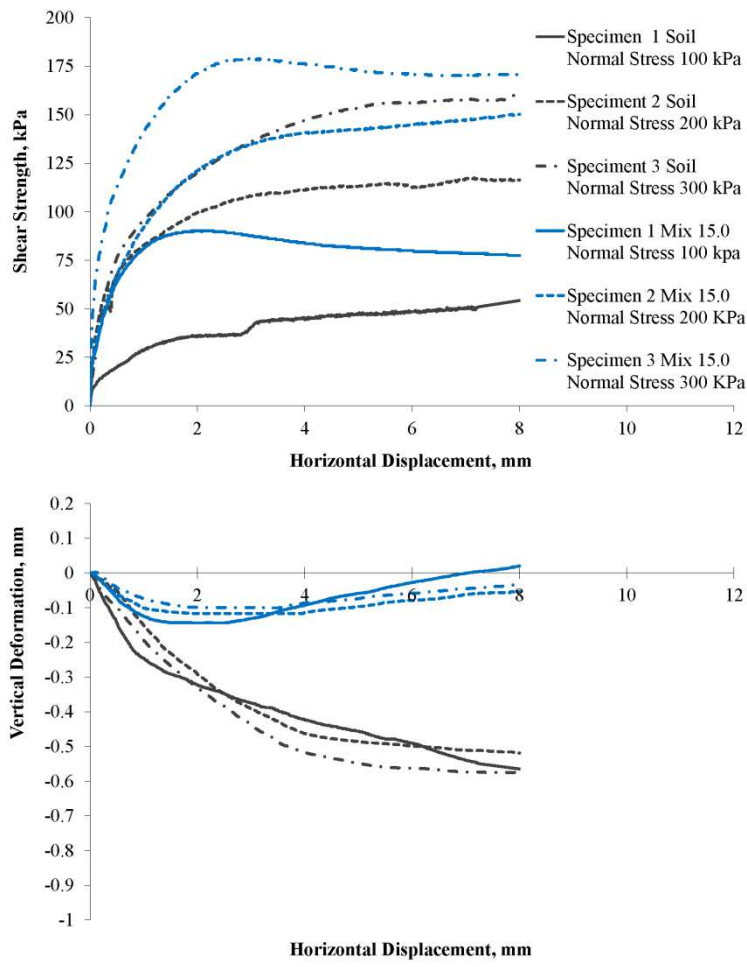 200
175
150
125
100
75
50
25
0
Shear Strength, kPa
0 2 4 6 8 10 12
Horizontal Displacement, mm
Specimen 1 Soil
Normal Stress 100 kPa
Speciment 2 Soil
Normal Stress 200 kPa
Speciment 3 Soil
Normal Stress 300 kPa
Specimen 1 Mix 15.0
Normal Stress 100 kpa
Specimen 2 Mix 15.0
Normal Stress 200 KPa
Specimen 3 Mix 15.0
Normal Stress 300 KPa
0.2
0.1
0
-0.1
-0.2
-0.3
-0.4
-0.5
-0.6
-0.7
-0.8
-0.9
-1
Vertical Deformation, mm
0 2 4 6 8 10 12
Horizontal Displacement, mm